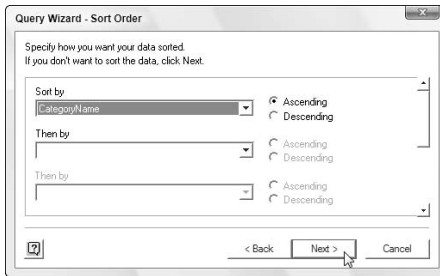 Query Wizard - Sort Order
Specify how you want your data sorted.
If you don't want to sort the data, click Next.
Sort by
CategoryName
Ascending
Descending
Then by
Ascending
Descending
Then by
Ascending
Descending
< Back
Next >
Cancel